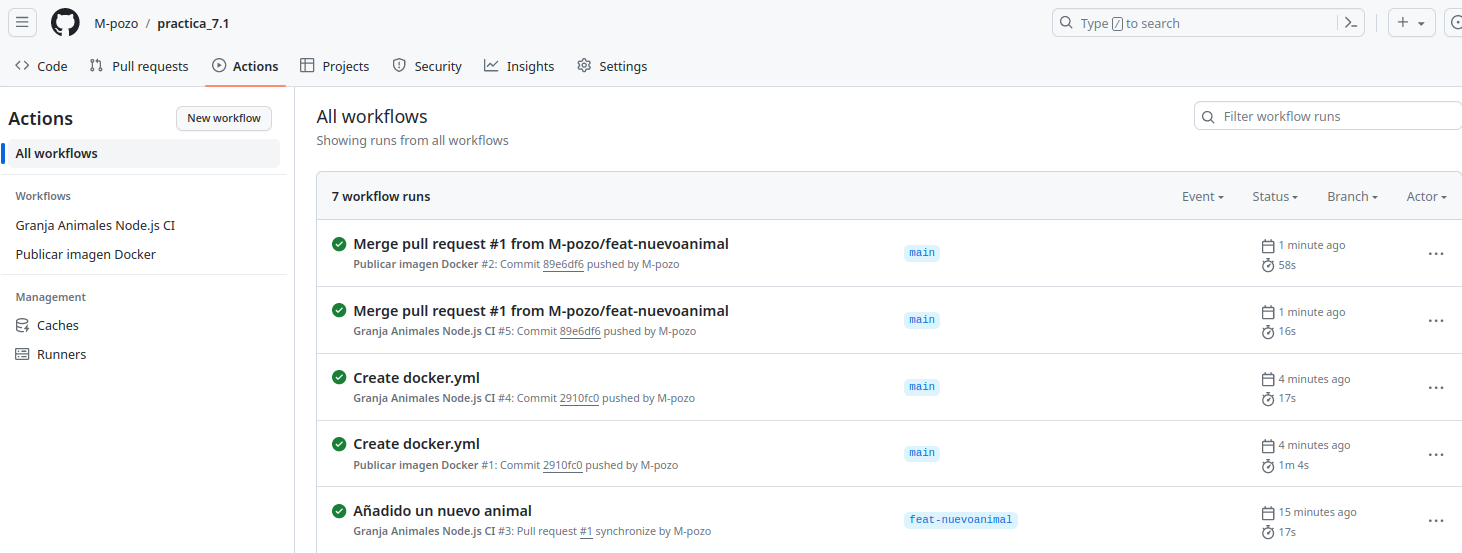 M-pozo / practica_7.1
Type / to search
Code Pull requests Actions Projects Security Insights Settings
Actions
New workflow
All workflows
Workflows
Granja Animales Node.js CI
Publicar imagen Docker
Management
Caches
Runners
All workflows
Showing runs from all workflows
Filter workflow runs
7 workflow runs
Event Status Branch Actor
Merge pull request #1 from M-pozo/feat-nuevoanimal
Publicar imagen Docker #2: Commit 89e6df6 pushed by M-pozo
main
1 minute ago
58s
Merge pull request #1 from M-pozo/feat-nuevoanimal
Granja Animales Node.js CI #5: Commit 89e6df6 pushed by M-pozo
main
1 minute ago
16s
Create docker.yml
Granja Animales Node.js CI #4: Commit 2910fc0 pushed by M-pozo
main
4 minutes ago
17s
Create docker.yml
Publicar imagen Docker #1: Commit 2910fc0 pushed by M-pozo
main
4 minutes ago
1m 4s
Añadido un nuevo animal
Granja Animales Node.js CI #3: Pull request #1 synchronize by M-pozo
feat-nuevoanimal
15 minutes ago
17s